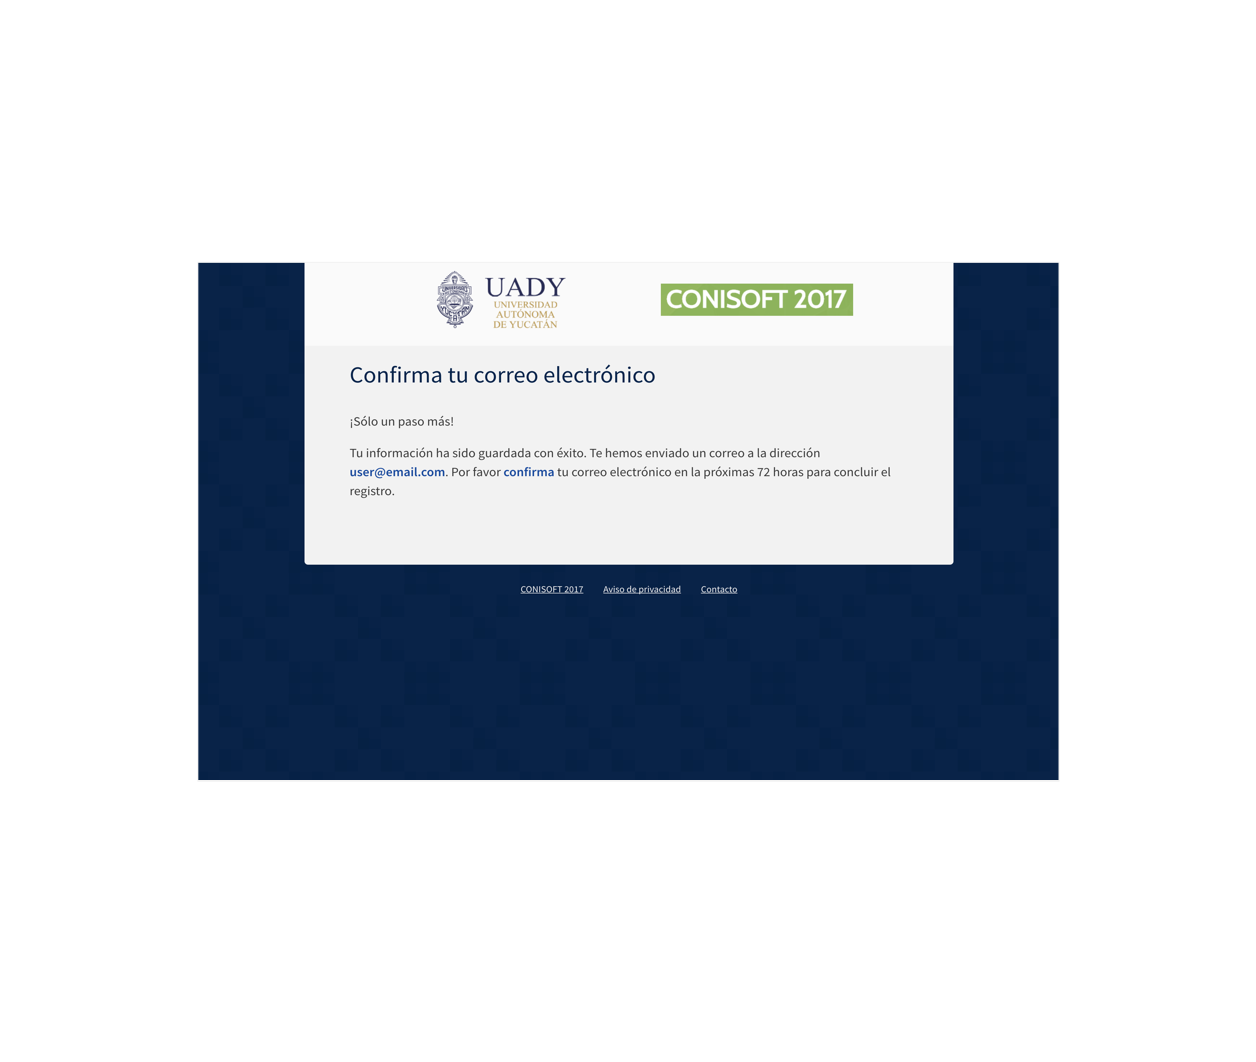 UADY
UNIVERSIDAD
AUTÓNOMA
DE YUCATÁN
CONISOFT 2017
Confirma tu correo electrónico
¡Sólo un paso más!
Tu información ha sido guardada con éxito. Te hemos enviado un correo a la dirección
user@email.com. Por favor confirma tu correo electrónico en la próximas 72 horas para concluir el
registro.
CONISOFT 2017 Aviso de privacidad Contacto